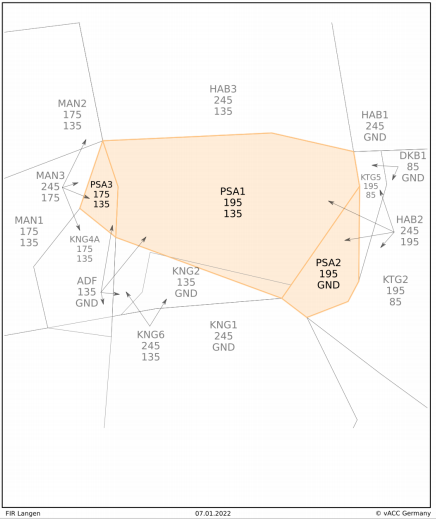 HAB3
245
135
MAN2
175
135
HAB1
245
GND
DKB1
85
GND
MAN3
245
175
PSA3
175
135
KTG5
195
85
PSA1
195
135
MAN1
175
135
HAB2
245
195
KNG4A
175
135
PSA2
195
GND
KNG2
135
GND
ADF
135
GND
KTG2
195
85
KNG1
245
GND
KNG6
245
135
FIR Langen
07.01.2022
© vACC Germany